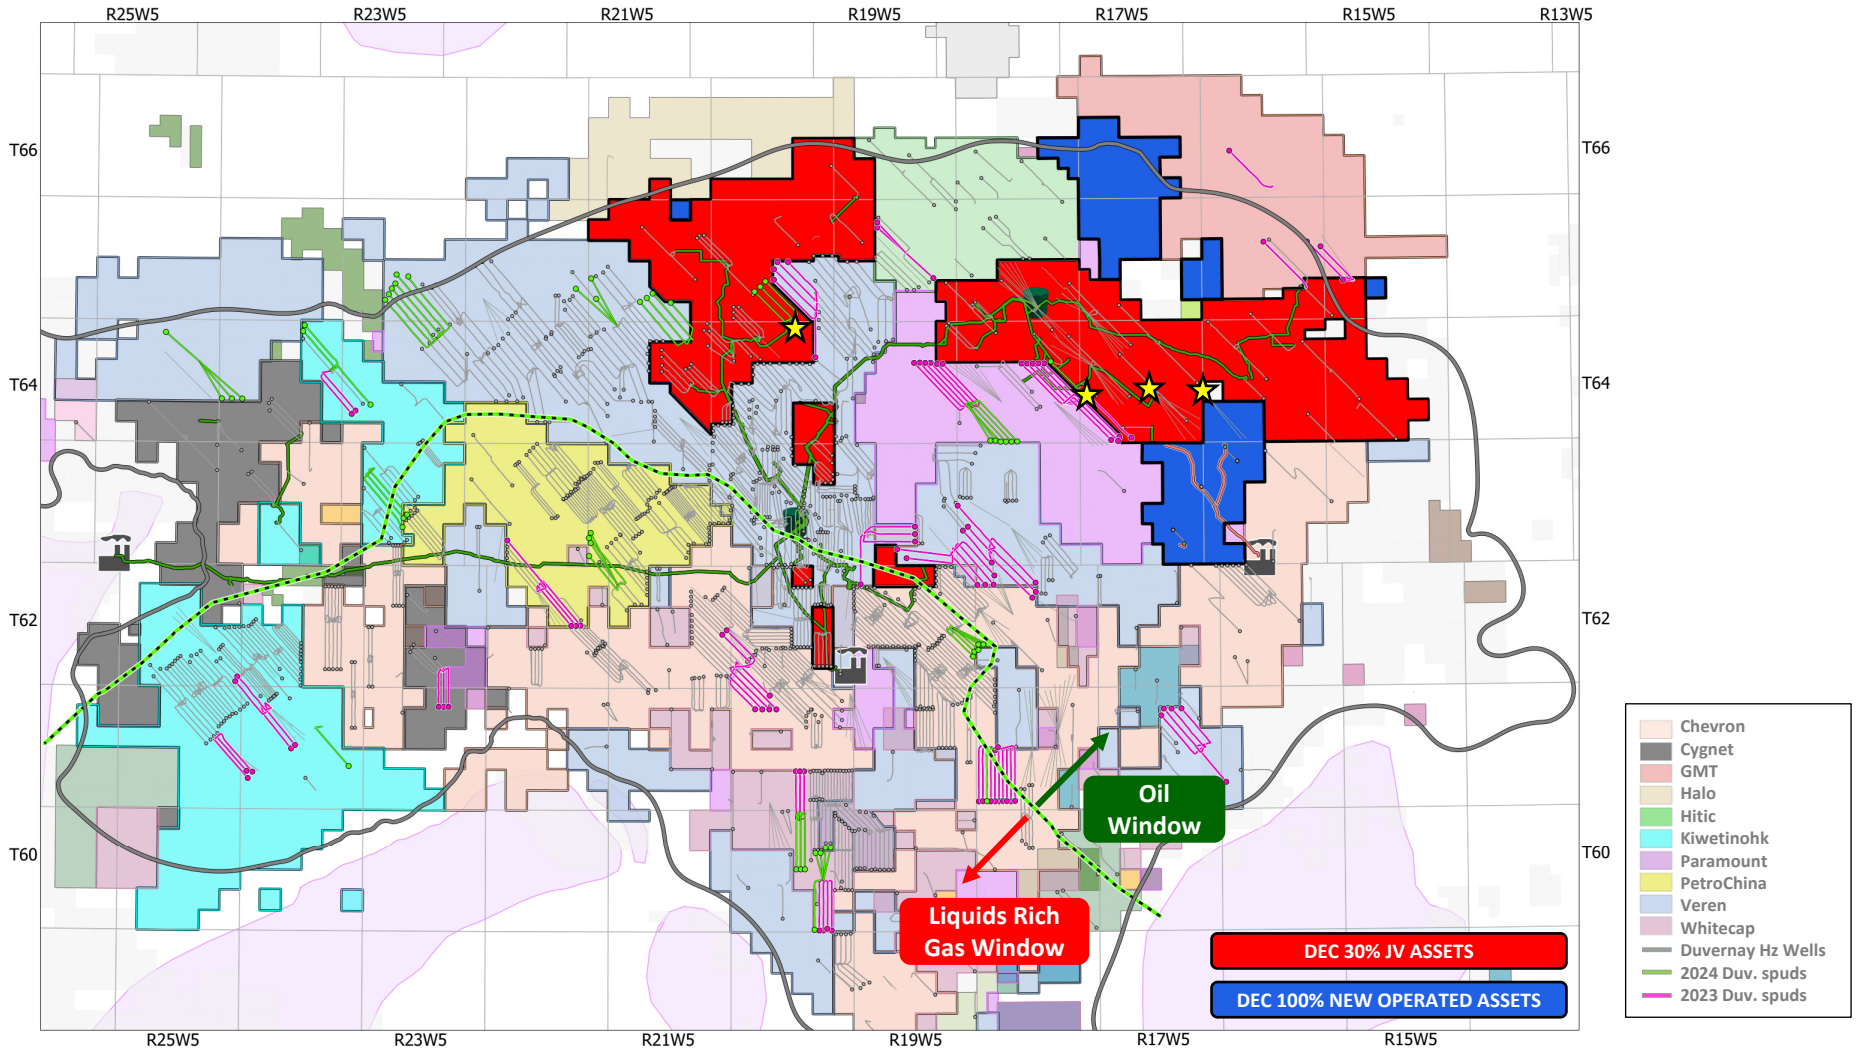 R25W5 R23W5 R21W5 R19W5 R17W5 R15W5 R13W5
T66 T66
T64 T64
T62 T62
T60 T60
Oil
Window
Liquids Rich
Gas Window
DEC 30% JV ASSETS
DEC 100% NEW OPERATED ASSETS
R25W5 R23W5 R21W5 R19W5 R17W5 R15W5
Chevron
Cygnet
GMT
Halo
Hitic
Kiwetinohk
Paramount
PetroChina
Veren
Whitecap
Duvernay Hz Wells
2024 Duv. spuds
2023 Duv. spuds